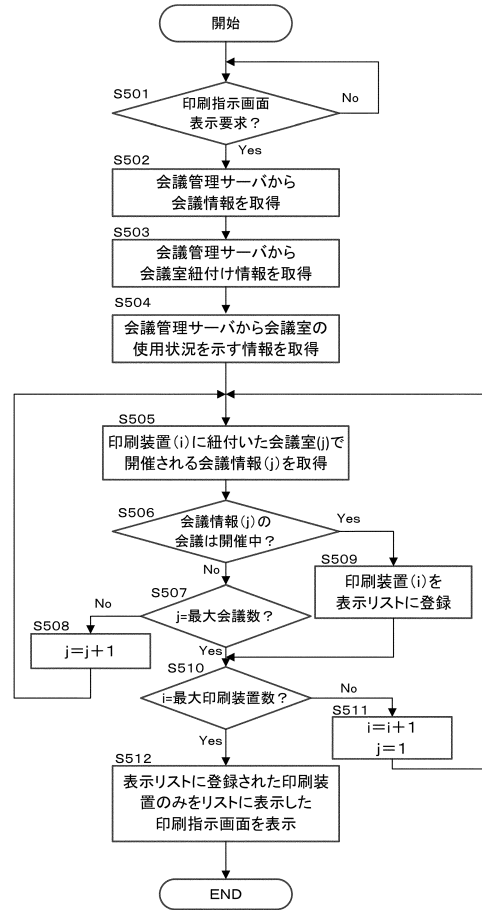 開始
S501
印刷指示画面
表示要求？
No
Yes
S502
会議管理サーバから
会議情報を取得
S503
会議管理サーバから
会議室紐付け情報を取得
S504
会議管理サーバから会議室の
使用状況を示す情報を取得
S505
印刷装置（i）に紐付いた会議室(j)で
開催される会議情報（j）を取得
S506
会議情報（j）の
会議は開催中？
Yes
No
S509
印刷装置（i）を
表示リストに登録
S507
j=最大会議数？
No
Yes
S508
j＝j＋1
S510
i=最大印刷装置数？
No
Yes
S511
i＝i＋1
j＝1
S512
表示リストに登録された印刷装
置のみをリストに表示した
印刷指示画面を表示
END